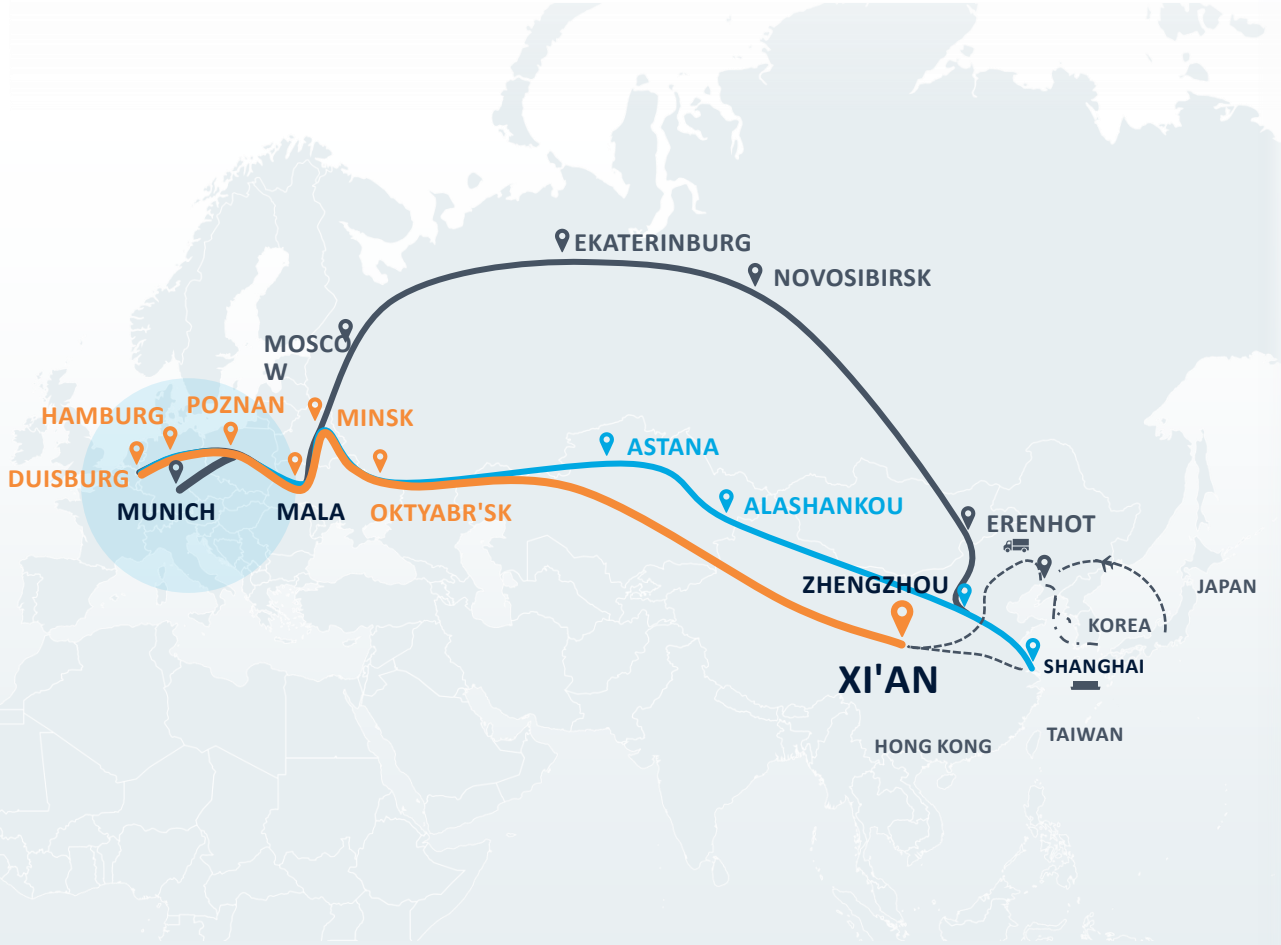 EKATERINBURG
NOVOSIBIRSK
MOSCO
W
HAMBURG
POZNAN
MINSK
DUISBURG
MUNICH
MALA
OKTYABR'SK
ASTANA
ALASHANKOU
ERENHOT
ZHENGZHOU
JAPAN
KOREA
XI'AN
SHANGHAI
HONG KONG
TAIWAN